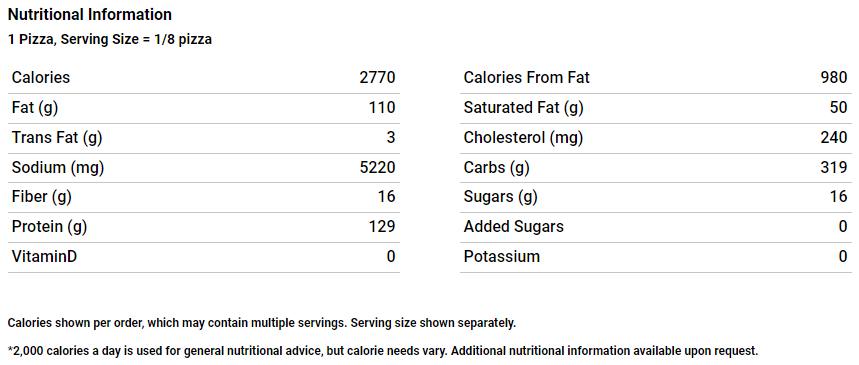 Nutritional Information
1 Pizza, Serving Size = 1/8 pizza
Calories 2770
Calories From Fat 980
Fat (g) 110
Saturated Fat (g) 50
Trans Fat (g) 3
Cholesterol (mg) 240
Sodium (mg) 5220
Carbs (g) 319
Fiber (g) 16
Sugars (g) 16
Protein (g) 129
Added Sugars 0
VitaminD 0
Potassium 0
Calories shown per order, which may contain multiple servings. Serving size shown separately.
*2,000 calories a day is used for general nutritional advice, but calorie needs vary. Additional nutritional information available upon request.